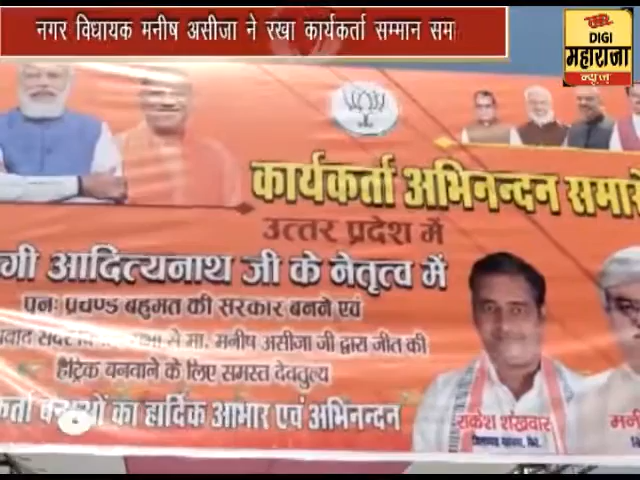 नगर विधायक मनीष असीजा ने रखा कार्यकर्ता सम्मान समा
DIGI
महाराजा
न्यूज़
कार्यकर्ता अभिनन्दन समारो
उत्तर प्रदेश में
गी आदित्यनाथ जी के नेतृत्व में
पुनः प्रचण्ड बहुमत की सरकार बनने एवं
से मा. मनीष असीजा जी द्वारा जीत की
हैट्रिक बनवाने के लिए समस्त देवतुल्य
का हार्दिक आभार एवं अभिनन्दन
राकेश शंखवार